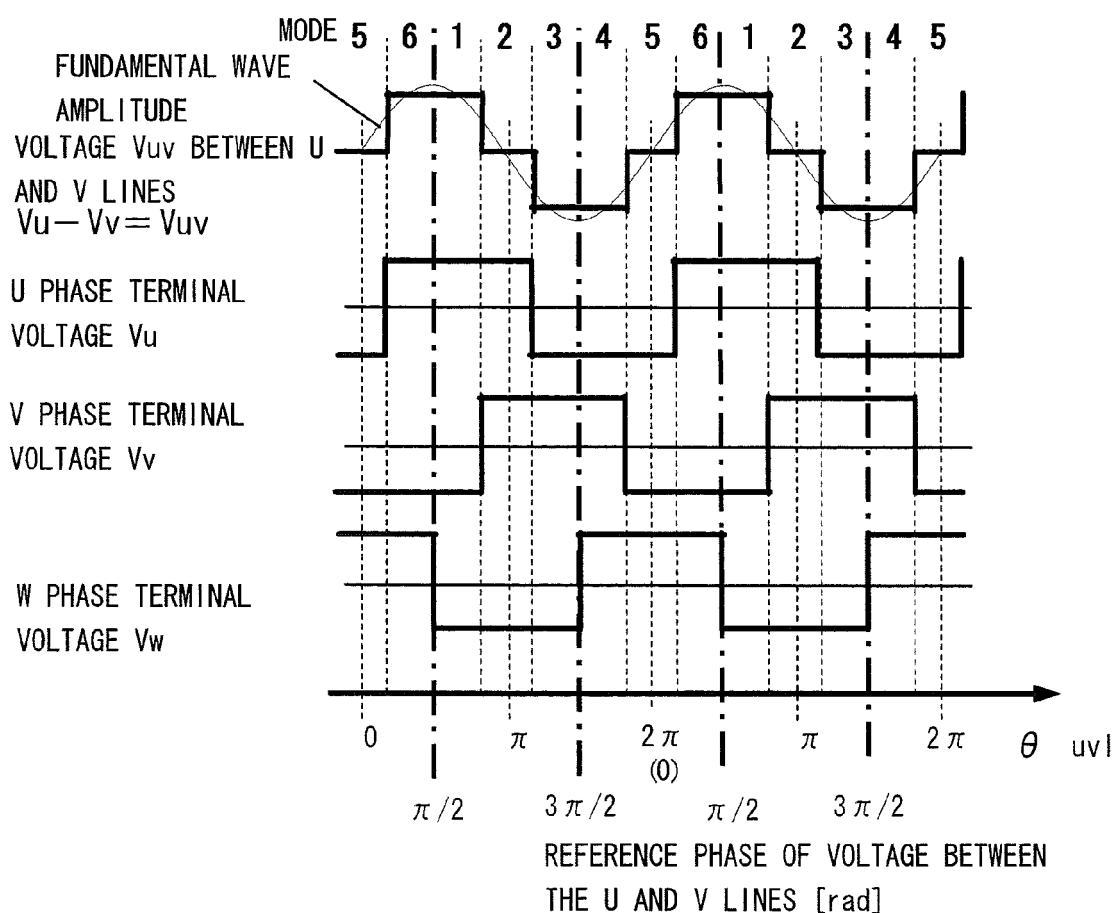 MODE 5 6 1 2 3 4 5 6 1 2 3 4 5
FUNDAMENTAL WAVE
AMPLITUDE
VOLTAGE Vuv BETWEEN U
AND V LINES
Vu－Vv＝Vuv
U PHASE TERMINAL
VOLTAGE Vu
V PHASE TERMINAL
VOLTAGE Vv
W PHASE TERMINAL
VOLTAGE Vw
0 π 2π π 2π θ uvl
(0)
π/2 3π/2 π/2 3π/2
REFERENCE PHASE OF VOLTAGE BETWEEN
THE U AND V LINES [rad]